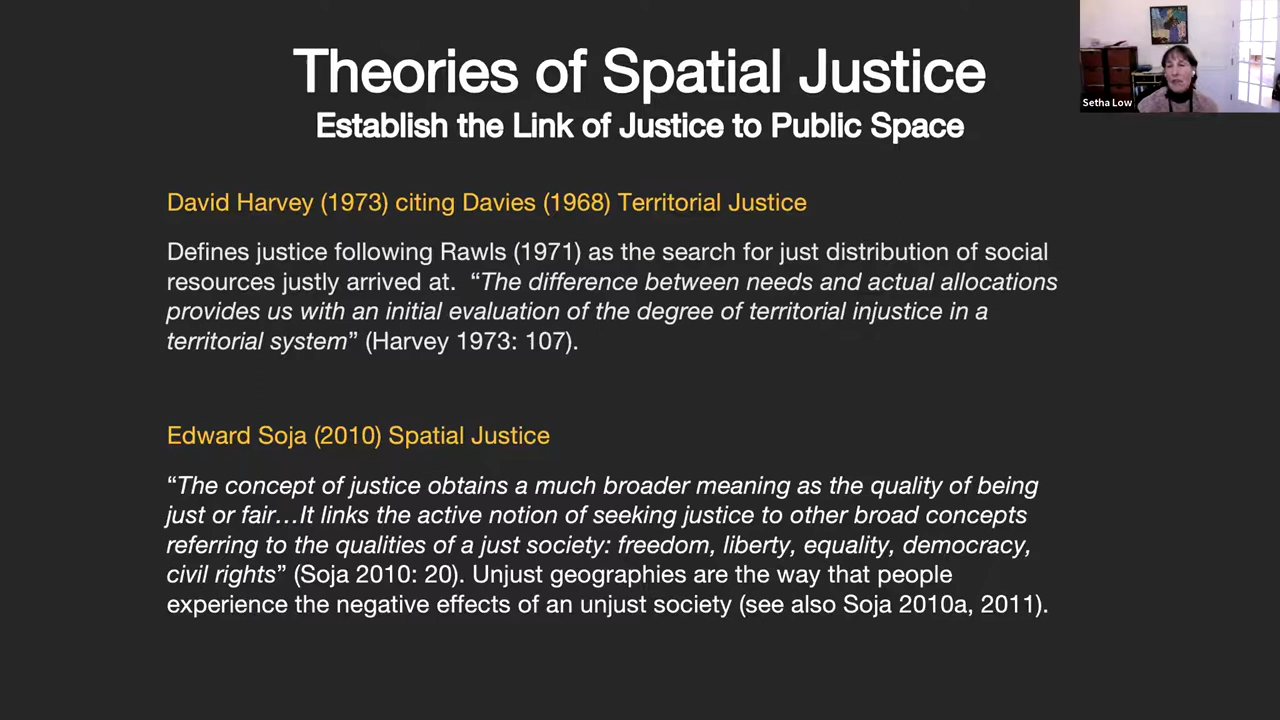 Theories of Spatial Justice
Establish the Link of Justice to Public Space
Setha Low
David Harvey (1973) citing Davies (1968) Territorial Justice
Defines justice following Rawls (1971) as the search for just distribution of social
resources justly arrived at.  “The difference between needs and actual allocations
provides us with an initial evaluation of the degree of territorial injustice in a
territorial system” (Harvey 1973: 107).
Edward Soja (2010) Spatial Justice
“The concept of justice obtains a much broader meaning as the quality of being
just or fair…It links the active notion of seeking justice to other broad concepts
referring to the qualities of a just society: freedom, liberty, equality, democracy,
civil rights” (Soja 2010: 20). Unjust geographies are the way that people
experience the negative effects of an unjust society (see also Soja 2010a, 2011).